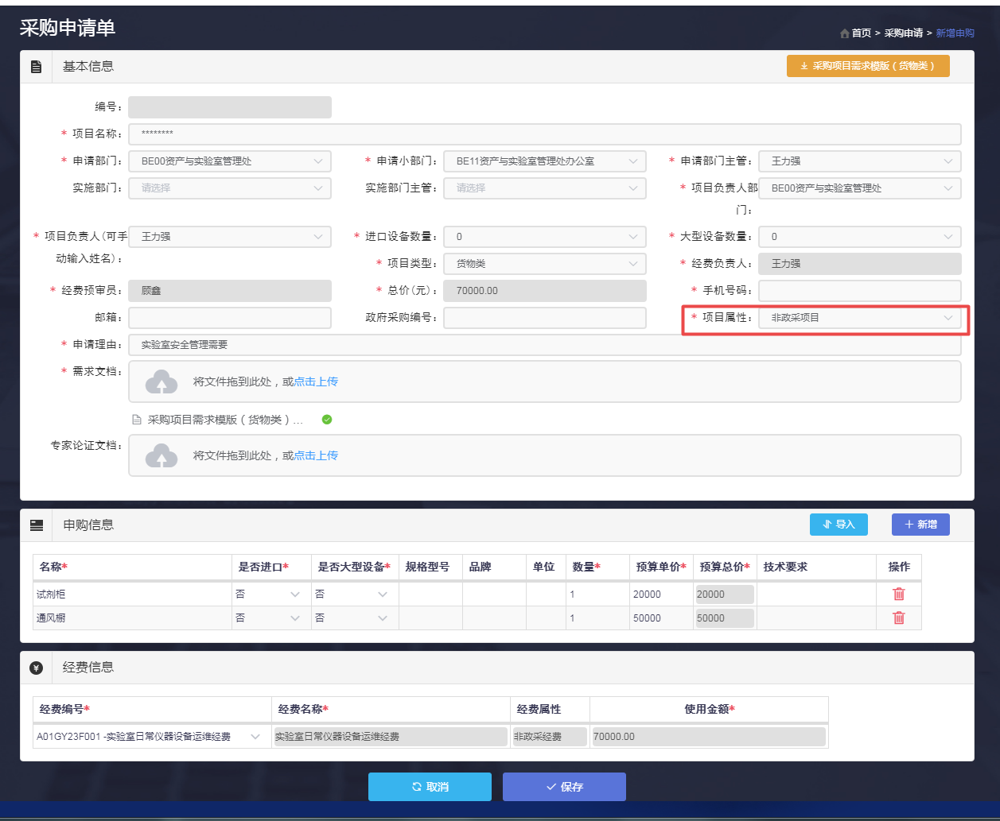 采购申请单
首页 > 采购申请 > 新增申购
基本信息
采购项目需求模版（货物类）
编号：
* 项目名称： ********
* 申请部门： BE00资产与实验室管理处 * 申请小部门： BE11资产与实验室管理处办公室 * 申请部门主管： 王力强
实施部门： 请选择 实施部门主管： 请选择 * 项目负责人部门： BE00资产与实验室管理处
* 项目负责人(可手动输入姓名)： 王力强 * 进口设备数量： 0 * 大型设备数量： 0
* 项目类型： 货物类 * 经费负责人： 王力强
* 经费预审员： 顾鑫 * 总价(元)： 70000.00 * 手机号码：
邮箱： 政府采购编号： * 项目属性： 非政采项目
* 申请理由： 实验室安全管理需要
* 需求文档： 将文件拖到此处，或点击上传
采购项目需求模版（货物类）...
专家论证文档： 将文件拖到此处，或点击上传
申购信息
导入 + 新增
名称* 是否进口* 是否大型设备* 规格型号 品牌 单位 数量* 预算单价* 预算总价* 技术要求 操作
试剂柜 否 否 1 20000 20000
通风橱 否 否 1 50000 50000
经费信息
经费编号* 经费名称* 经费属性 使用金额*
A01GY23F001 -实验室日常仪器设备运维经费 实验室日常仪器设备运维经费 非政采经费 70000.00
取消 保存